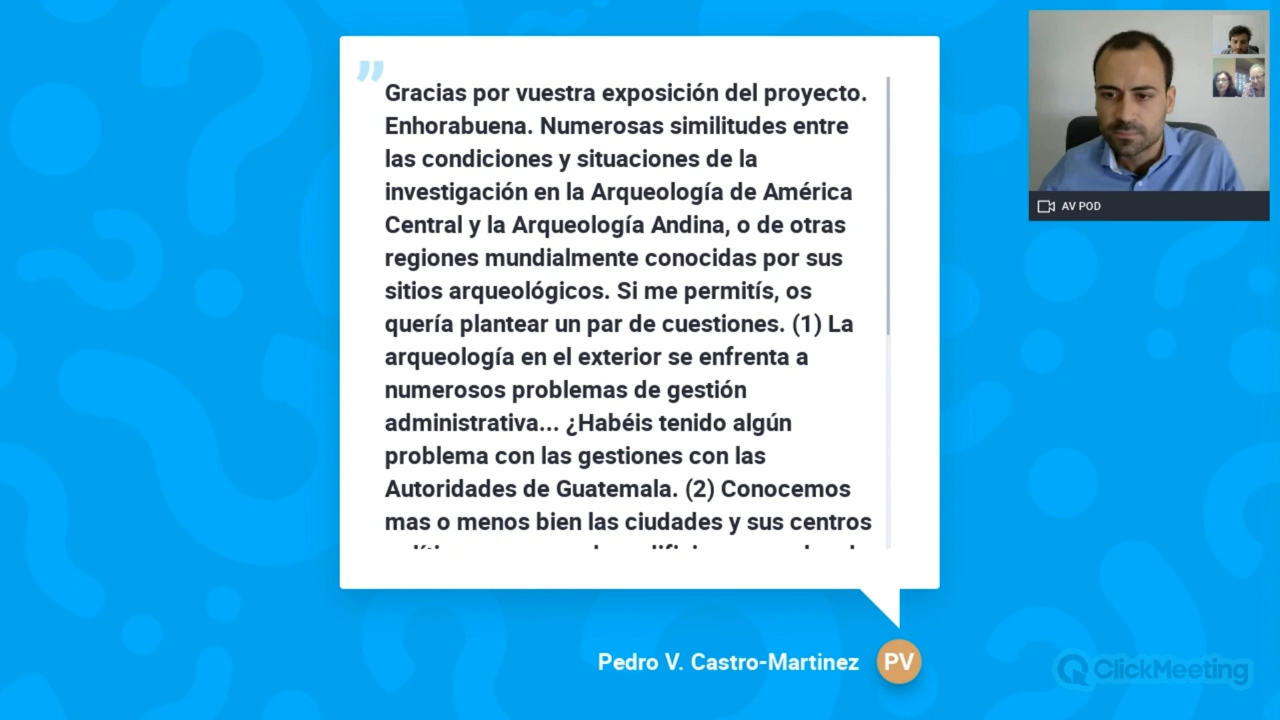 Gracias por vuestra exposición del proyecto.
Enhorabuena. Numerosas similitudes entre
las condiciones y situaciones de la
investigación en la Arqueología de América
Central y la Arqueología Andina, o de otras
regiones mundialmente conocidas por sus
sitios arqueológicos. Si me permitís, os
quería plantear un par de cuestiones. (1) La
arqueología en el exterior se enfrenta a
numerosos problemas de gestión
administrativa... ¿Habéis tenido algún
problema con las gestiones con las
Autoridades de Guatemala. (2) Conocemos
mas o menos bien las ciudades y sus centros
Pedro V. Castro-Martinez
PV
AV POD
ClickMeeting